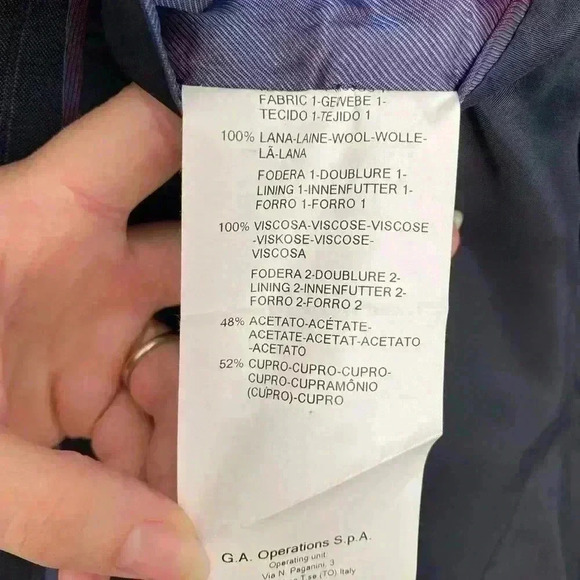 FABRIC 1-GEWEBE 1-
TECIDO 1-TEJIDO 1
100% LANA-LAINE-WOOL-WOLLE-
LÃ-LANA
FODERA 1-DOUBLURE 1-
LINING 1-INNENFUTTER 1-
FORRO 1-FORRO 1
100% VISCOSA-VISCOSE-VISCOSE
-VISKOSE-VISCOSE-
VISCOSA
FODERA 2-DOUBLURE 2-
LINING 2-INNENFUTTER 2-
FORRO 2-FORRO 2
48% ACETATO-ACÉTATE-
ACETATE-ACETAT-ACETATO
-ACETATO
52% CUPRO-CUPRO-CUPRO-
CUPRO-CUPRAMÔNIO
(CUPRO)-CUPRO
G.A. Operations S.p.A.
Operating unit:
Via N. Paganini, 3
T.se (TO) Italy